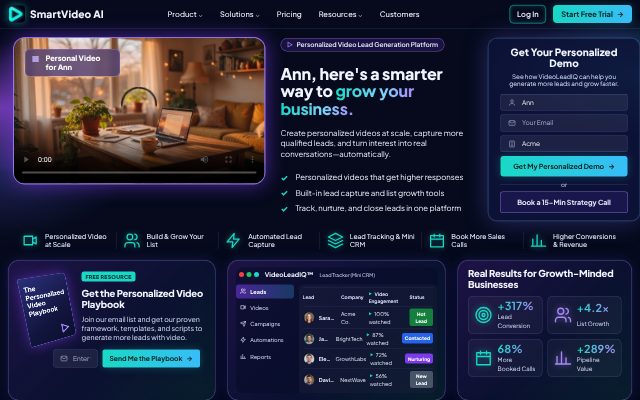 SmartVideo AI
Product
Solutions
Pricing
Resources
Customers
Log In
Start Free Trial →
Personal Video
for Ann
0:00
Personalized Video Lead Generation Platform
Ann, here's a smarter
way to grow your
business.
Create personalized videos at scale, capture more
qualified leads, and turn interest into real
conversations—automatically.
Personalized videos that get higher responses
Built-in lead capture and list growth tools
Track, nurture, and close leads in one platform
Get Your Personalized
Demo
See how VideoLeadIQ can help you
generate more leads and grow faster.
Ann
Your Email
Acme
Get My Personalized Demo →
or
Book a 15-Min Strategy Call
Personalized Video
at Scale
Build & Grow Your
List
Automated Lead
Capture
Lead Tracking & Mini
CRM
Book More Sales
Calls
Higher Conversions
& Revenue
The
Personalized
Video
Playbook
FREE RESOURCE
Get the Personalized Video
Playbook
Join our email list and get our proven
framework, templates, and scripts to
generate more leads with video.
Enter
Send Me the Playbook →
VideoLeadIQ™
Lead Tracker (Mini CRM)
Leads
Videos
Campaigns
Automations
Reports
Lead
Company
Video
Engagement
Status
Sara...
Acme
Co.
100%
watched
Hot
Lead
Ja...
BrightTech
87%
watched
Contacted
Ele...
GrowthLabs
72%
watched
Nurturing
Davi...
NextWave
56%
watched
New
Lead
Real Results for Growth-Minded
Businesses
+317%
Lead
Conversion
+4.2x
List Growth
68%
More
Booked Calls
+289%
Pipeline
Value